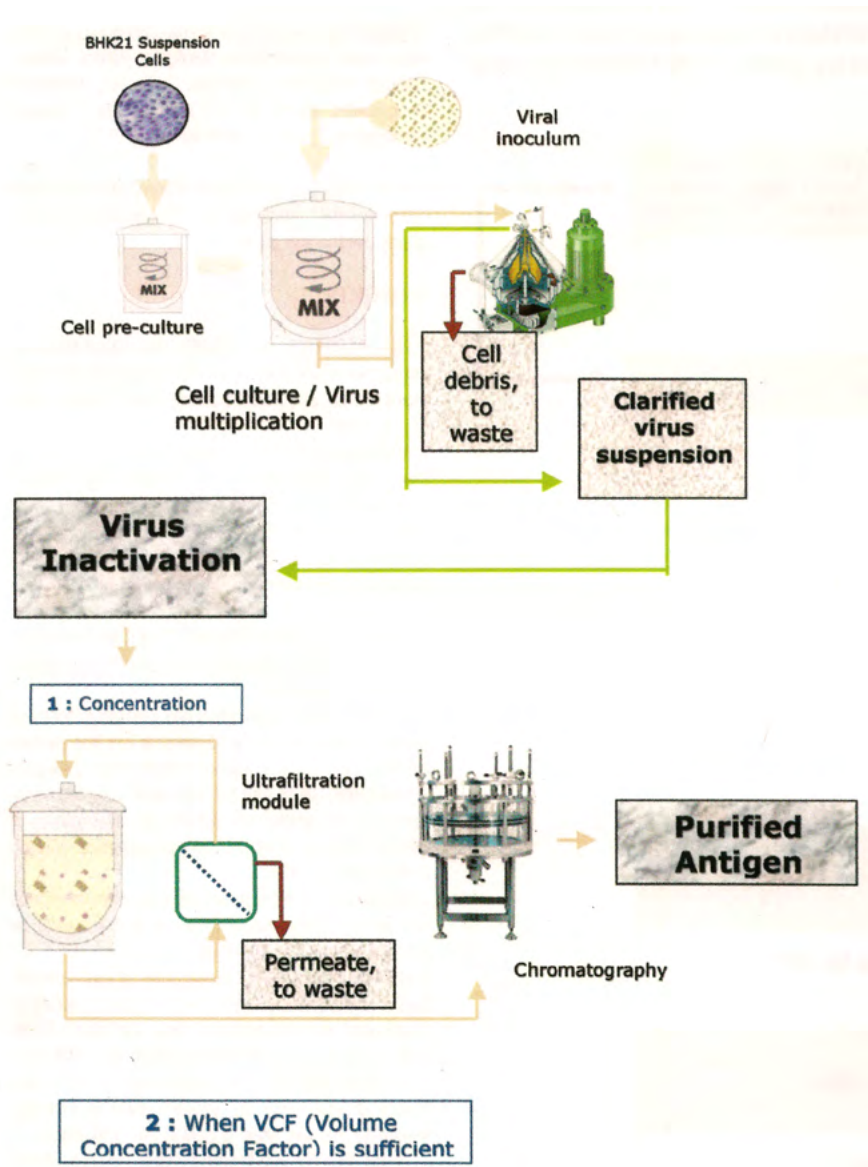 BHK21 Suspension
Cells
Viral
inoculum
MIX
MIX
Cell pre-culture
Cell culture / Virus
multiplication
Cell
debris,
to
waste
Clarified
virus
suspension
Virus
Inactivation
1 : Concentration
Ultrafiltration
module
Purified
Antigen
Permeate,
to waste
Chromatography
2 : When VCF (Volume
Concentration Factor) is sufficient